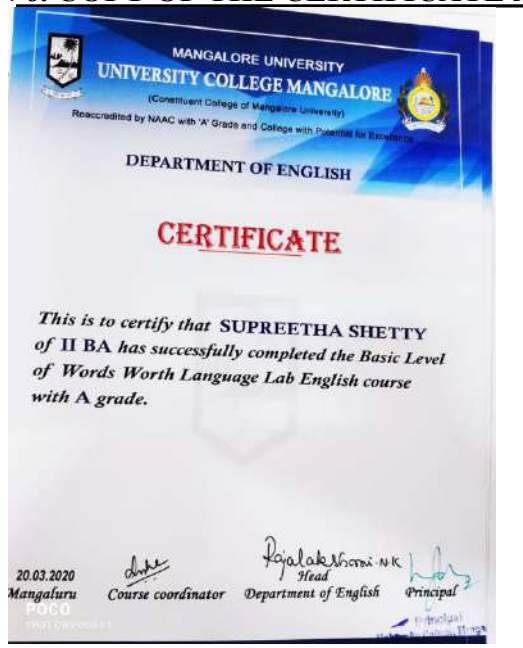 MANGALORE UNIVERSITY
UNIVERSITY COLLEGE MANGALORE
(Constituent College of Mangalore University)
Reaccredited by NAAC with 'A' Grade and College with Potential for Excellence
DEPARTMENT OF ENGLISH
CERTIFICATE
This is to certify that SUPREETHA SHETTY
of II BA has successfully completed the Basic Level
of Words Worth Language Lab English course
with A grade.
Rajalakshmi N K
20.03.2020 Head
Mangaluru Course coordinator Department of English Principal
POCO
Principal